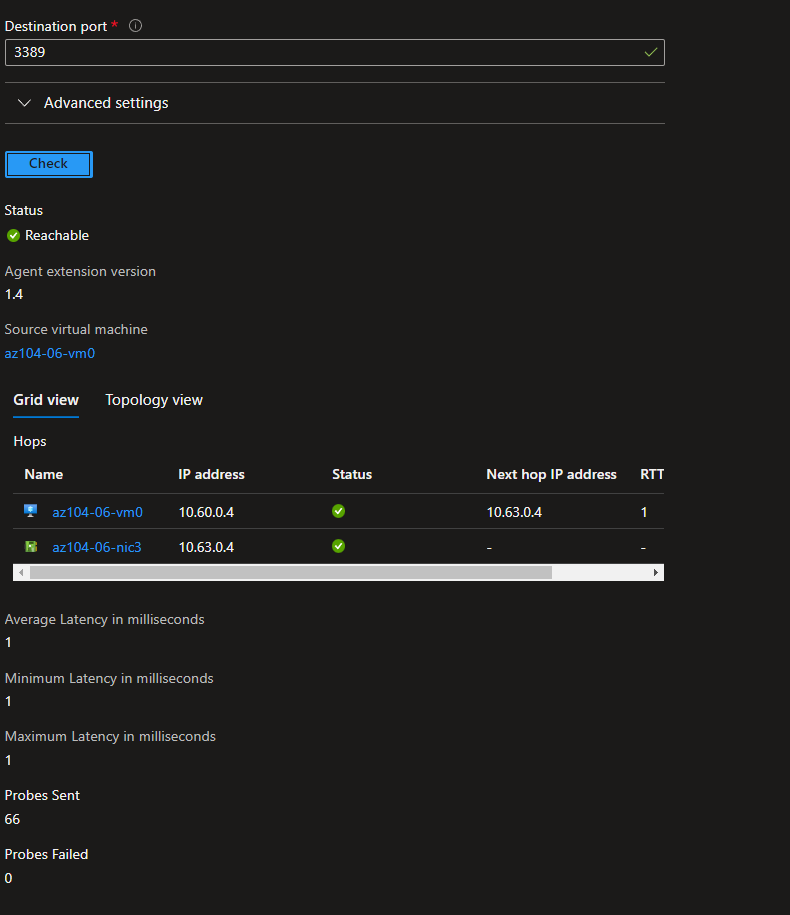 Destination port *
3389
Advanced settings
Check
Status
Reachable
Agent extension version
1.4
Source virtual machine
az104-06-vm0
Grid view Topology view
Hops
Name IP address Status Next hop IP address RTT
az104-06-vm0 10.60.0.4 10.63.0.4 1
az104-06-nic3 10.63.0.4 - -
Average Latency in milliseconds
1
Minimum Latency in milliseconds
1
Maximum Latency in milliseconds
1
Probes Sent
66
Probes Failed
0